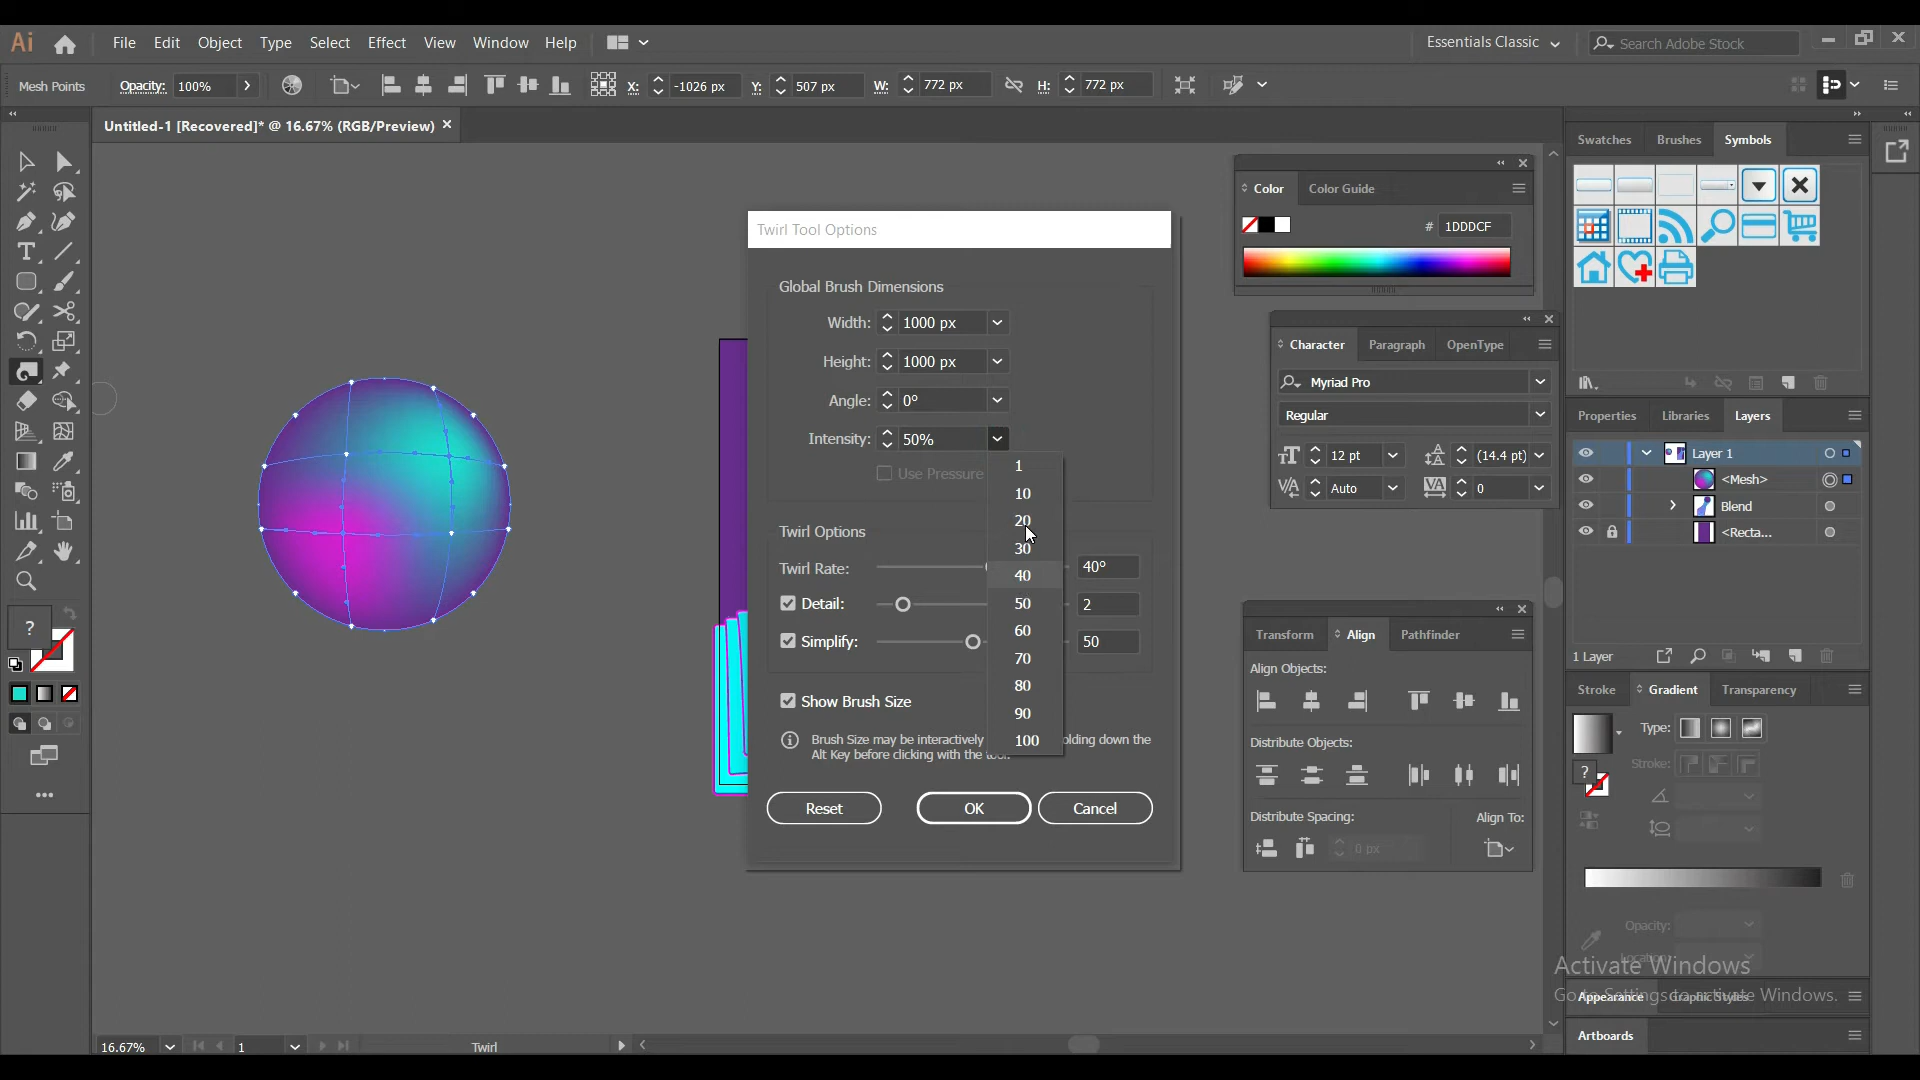 Ai File Edit Object Type Select Effect View Window Help Essentials Classic Search Adobe Stock
Mesh Points Opacity: 100% X: -1026 px Y: 507 px W: 772 px H: 772 px
Untitled-1 [Recovered]* @ 16.67% (RGB/Preview)
Twirl Tool Options
Global Brush Dimensions
Width: 1000 px
Height: 1000 px
Angle: 0°
Intensity: 50%
Use Pressure
1
10
20
30
40
50
60
70
80
90
100
Twirl Options
Twirl Rate: 40°
Detail: 2
Simplify: 50
Show Brush Size
Brush Size may be interactively olding down the
Alt Key before clicking with the tool.
Reset OK Cancel
Color Color Guide
# 1DDDCF
Character Paragraph OpenType
Myriad Pro
Regular
12 pt (14.4 pt)
Auto 0
Transform Align Pathfinder
Align Objects:
Distribute Objects:
Distribute Spacing: Align To:
0 px
Swatches Brushes Symbols
Properties Libraries Layers
Layer 1
<Mesh>
Blend
<Recta...
1 Layer
Stroke Gradient Transparency
Type:
Stroke:
?
Opacity:
Location:
Activate Windows
Go to Settings to activate Windows.
Appearance Graphic Styles
Artboards
?
16.67% 1 Twirl